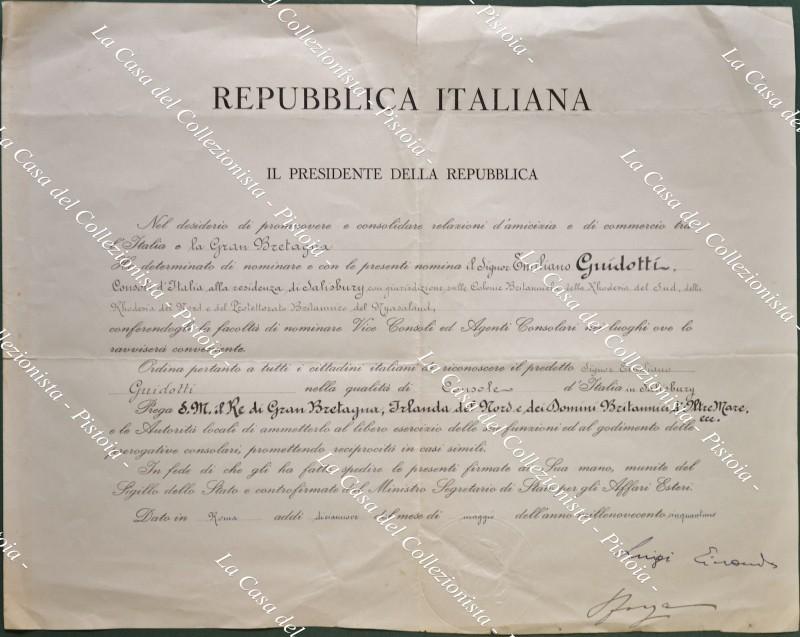 REPUBBLICA ITALIANA
IL PRESIDENTE DELLA REPUBBLICA
Nel desiderio di promuovere e consolidare relazioni d'amicizia e di commercio tra
l'Italia e la Gran Bretagna
Ha determinato di nominare e con le presenti nomina il Signor Emiliano Guidotti,
Console d'Italia alla residenza di Salisbury con giurisdizione sulle Colonie Britanniche della Rhodesia del Sud, della
Rhodesia del Nord e del Protettorato Britannico del Nyasaland,
conferendogli la facoltà di nominare Vice Consoli ed Agenti Consolari nei luoghi ove lo
ravviserà conveniente.
Ordina pertanto a tutti i cittadini italiani di riconoscere il predetto Signor Emiliano
Guidotti nella qualità di Console d'Italia in Salisbury
Prega S.M. il Re di Gran Bretagna, Irlanda del Nord e dei Domini Britannici d'Oltre Mare,
ecc.
e le Autorità locali di ammetterlo al libero esercizio delle sue funzioni ed al godimento delle
prerogative consolari, promettendo reciprocità in casi simili.
In fede di che gli ha fatto spedire le presenti firmate di Sua mano, munite del
Sigillo dello Stato e controfirmate dal Ministro Segretario di Stato per gli Affari Esteri.
Dato in Roma addì del mese di maggio dell'anno millenovecento
Luigi Einaudi
Sforza
La Casa del Collezionista - Pistoia -